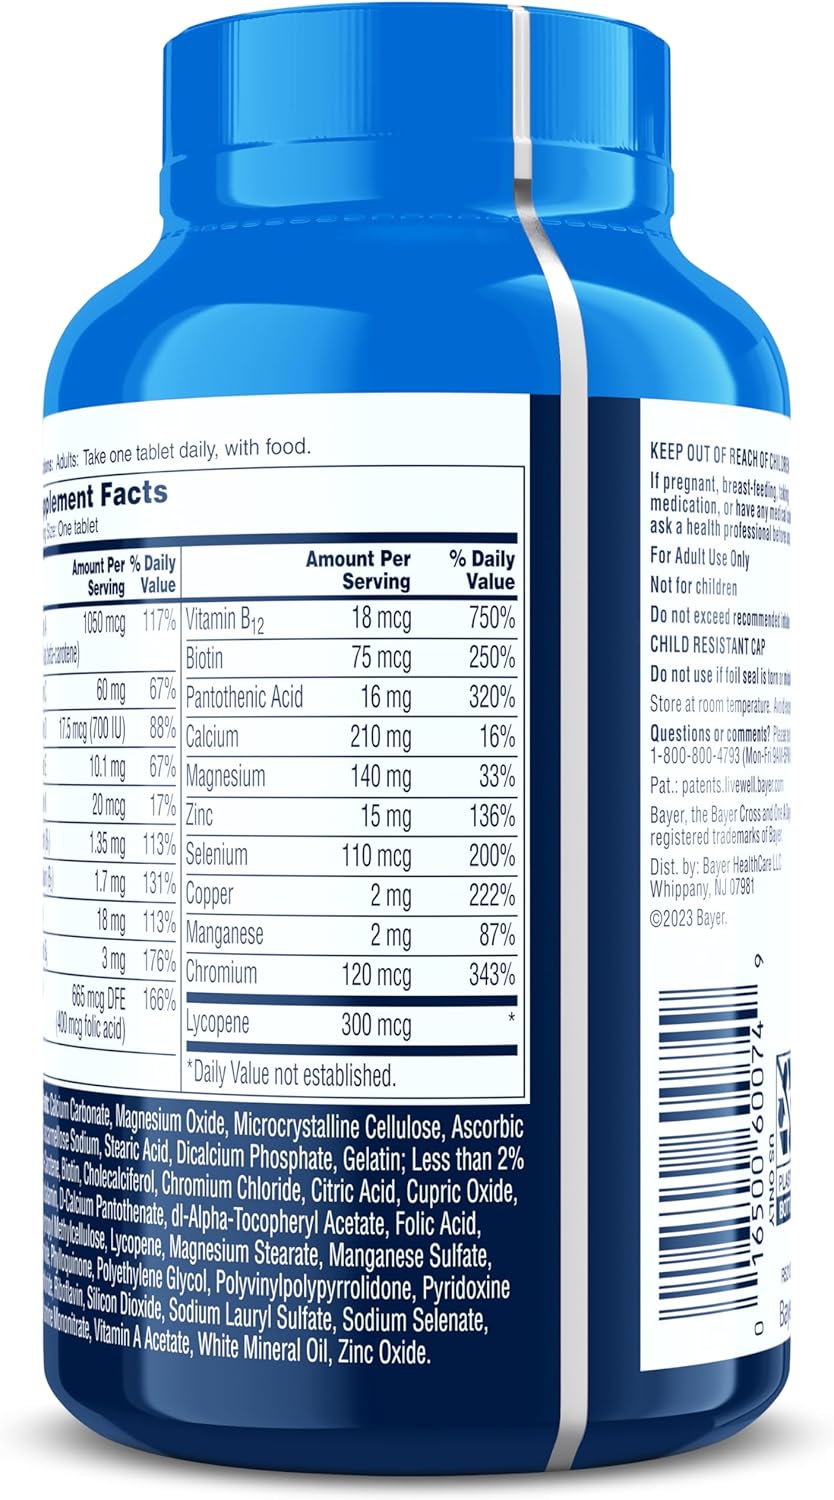 Adults: Take one tablet daily, with food.
Facts
Size: One tablet
Amount Per % Daily
Serving Value
1050 mcg 117%
60 mg 67%
17.5 mcg (700 IU) 88%
10.1 mg 67%
20 mcg 17%
1.35 mg 113%
1.7 mg 131%
18 mg 113%
3 mg 176%
665 mcg DFE 166%
(400 mcg folic acid)
Amount Per % Daily
Serving Value
Vitamin B12 18 mcg 750%
Biotin 75 mcg 250%
Pantothenic Acid 16 mg 320%
Calcium 210 mg 16%
Magnesium 140 mg 33%
Zinc 15 mg 136%
Selenium 110 mcg 200%
Copper 2 mg 222%
Manganese 2 mg 87%
Chromium 120 mcg 343%
Lycopene 300 mcg *
*Daily Value not established.
Calcium Carbonate, Magnesium Oxide, Microcrystalline Cellulose, Ascorbic
Sodium, Stearic Acid, Dicalcium Phosphate, Gelatin; Less than 2%
Biotin, Cholecalciferol, Chromium Chloride, Citric Acid, Cupric Oxide,
D-Calcium Pantothenate, dl-Alpha-Tocopheryl Acetate, Folic Acid,
Lycopene, Magnesium Stearate, Manganese Sulfate,
Polyethylene Glycol, Polyvinylpolypyrrolidone, Pyridoxine
Riboflavin, Silicon Dioxide, Sodium Lauryl Sulfate, Sodium Selenate,
Mononitrate, Vitamin A Acetate, White Mineral Oil, Zinc Oxide.
KEEP OUT OF REACH OF
If pregnant, breast-feeding,
medication, or have any medical
ask a health professional before
For Adult Use Only
Not for children
Do not exceed recommended
CHILD RESISTANT CAP
Do not use if foil seal is torn or
Store at room temperature.
Questions or comments?
1-800-800-4793 (Mon-Fri
Pat.: patents.livewell.bayer.com
Bayer, the Bayer Cross and One A
registered trademarks of Bayer.
Dist. by: Bayer HealthCare LLC
Whippany, NJ 07981
©2023 Bayer.
0 16500 60074 9
US ONLY